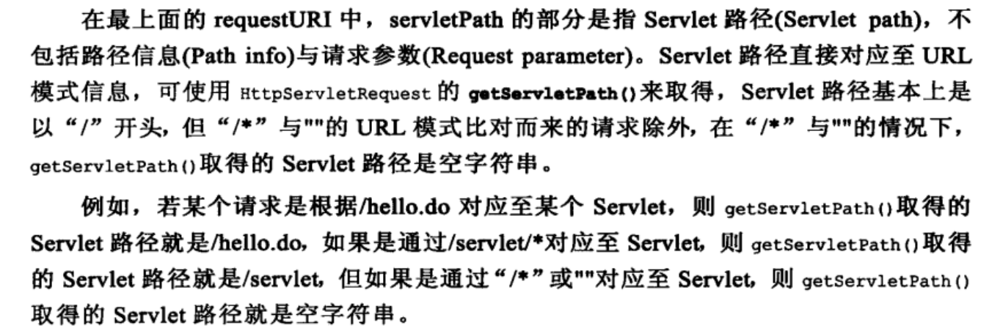 在最上面的 requestURI 中，servletPath 的部分是指 Servlet 路径(Servlet path)，不
包括路径信息(Path info)与请求参数(Request parameter)。Servlet 路径直接对应至 URL
模式信息，可使用 HttpServletRequest 的 getServletPath()来取得，Servlet 路径基本上是
以“/”开头，但“/*”与""的 URL 模式比对而来的请求除外，在“/*”与""的情况下，
getServletPath()取得的 Servlet 路径是空字符串。
例如，若某个请求是根据/hello.do 对应至某个 Servlet，则 getServletPath()取得的
Servlet 路径就是/hello.do，如果是通过/servlet/*对应至 Servlet，则 getServletPath()取得
的 Servlet 路径就是/servlet，但如果是通过“/*”或""对应至 Servlet，则 getServletPath()
取得的 Servlet 路径就是空字符串。